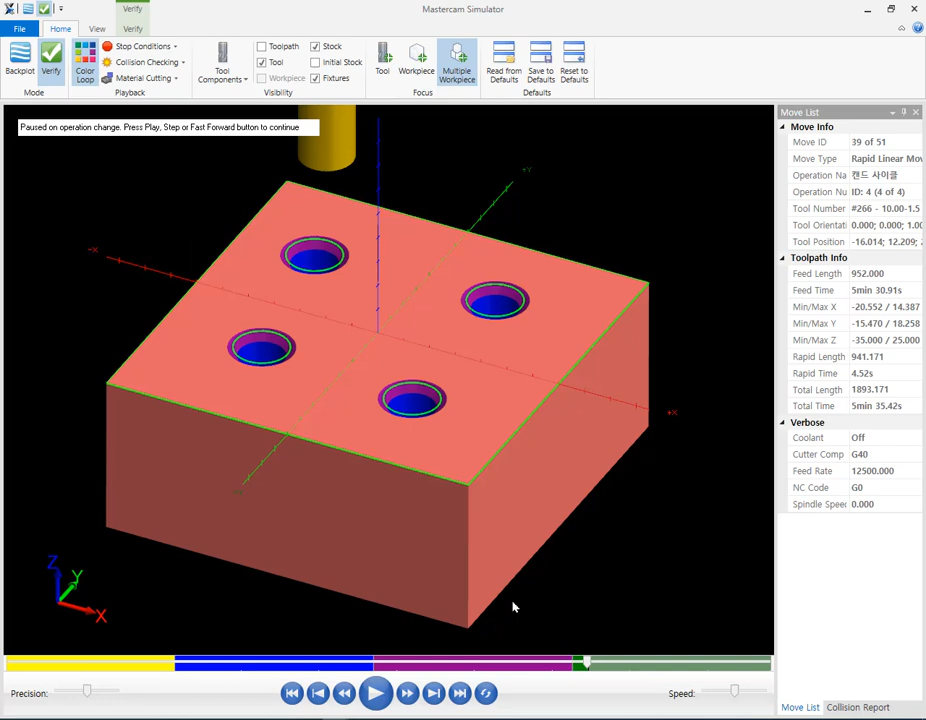 Verify
Mastercam Simulator
File
Home
View
Verify
Backplot
Verify
Mode
Color Loop
Stop Conditions
Collision Checking
Material Cutting
Playback
Tool Components
Toolpath
Stock
Tool
Initial Stock
Workpiece
Fixtures
Visibility
Tool
Workpiece
Multiple Workpiece
Focus
Read from Defaults
Save to Defaults
Reset to Defaults
Defaults
Paused on operation change. Press Play, Step or Fast Forward button to continue
-X
+Y
+X
-Y
Z
Y
X
Move List
Move Info
Move ID 39 of 51
Move Type Rapid Linear Mov
Operation Na 캔드 사이클
Operation Nu ID: 4 (4 of 4)
Tool Number #266 - 10.00-1.5
Tool Orientati 0.000; 0.000; 1.00
Tool Position -16.014; 12.209; 2
Toolpath Info
Feed Length 952.000
Feed Time 5min 30.91s
Min/Max X -20.552 / 14.387
Min/Max Y -15.470 / 18.258
Min/Max Z -35.000 / 25.000
Rapid Length 941.171
Rapid Time 4.52s
Total Length 1893.171
Total Time 5min 35.42s
Verbose
Coolant Off
Cutter Comp G40
Feed Rate 12500.000
NC Code G0
Spindle Speed 0.000
Precision:
Speed:
Move List
Collision Report